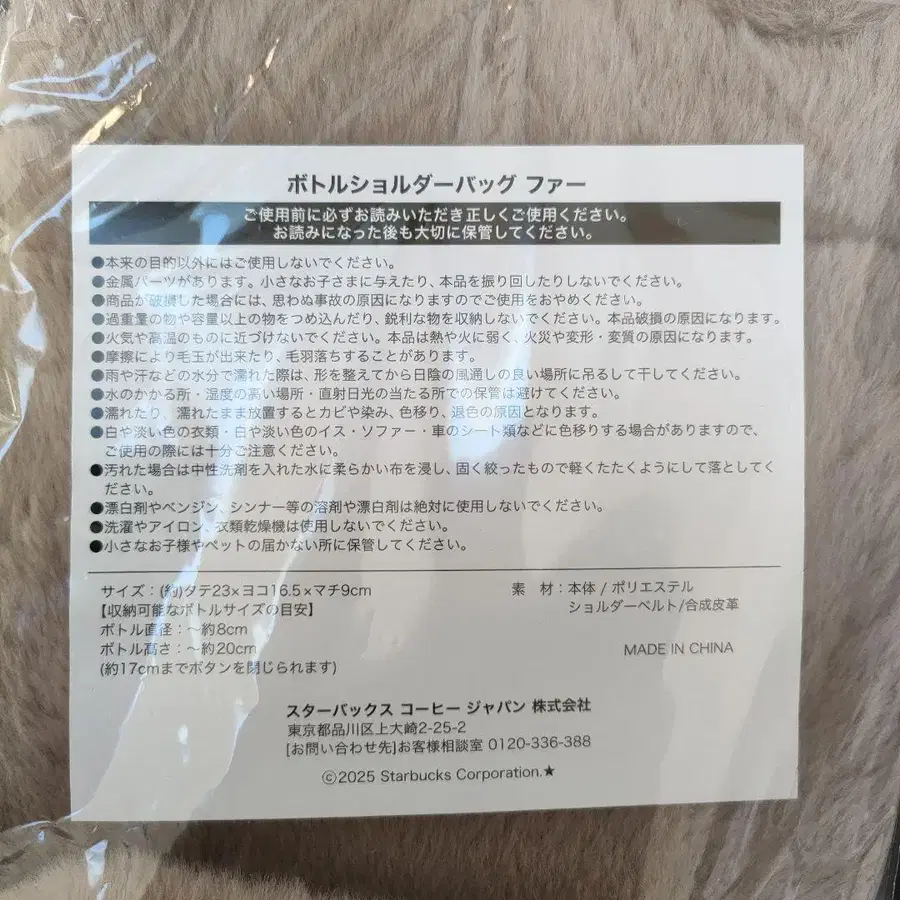 ボトルショルダーバッグ ファー
ご使用前に必ずお読みいただき正しくご使用ください。
お読みになった後も大切に保管してください。
●本来の目的以外にはご使用しないでください。
●金属パーツがあります。小さなお子さまに与えたり、本品を振り回したりしないでください。
●商品が破損した場合には、思わぬ事故の原因になりますのでご使用をおやめください。
●過重量の物や容量以上の物をつめ込んだり、鋭利な物を収納しないでください。本品破損の原因になります。
●火気や高温のものに近づけないでください。本品は熱や火に弱く、火災や変形・変質の原因になります。
●摩擦により毛玉が出来たり、毛羽落ちすることがあります。
●雨や汗などの水分で濡れた際は、形を整えてから日陰の風通しの良い場所に吊るして干してください。
●水のかかる所・湿度の高い場所・直射日光の当たる所での保管は避けてください。
●濡れたり、濡れたまま放置するとカビや染み、色移り、退色の原因となります。
●白や淡い色の衣類・白や淡い色のイス・ソファー・車のシート類などに色移りする場合がありますので、
ご使用の際には十分ご注意ください。
●汚れた場合は中性洗剤を入れた水に柔らかい布を浸し、固く絞ったもので軽くたたくようにして落としてく
ださい。
●漂白剤やベンジン、シンナー等の溶剤や漂白剤は絶対に使用しないでください。
●洗濯やアイロン、衣類乾燥機は使用しないでください。
●小さなお子様やペットの届かない所に保管してください。
サイズ：(約)タテ23×ヨコ16.5×マチ9cm
【収納可能なボトルサイズの目安】
ボトル直径：～約8cm
ボトル高さ：～約20cm
(約17cmまでボタンを閉じられます)
素 材：本体 / ポリエステル
ショルダーベルト/合成皮革
MADE IN CHINA
スターバックス コーヒー ジャパン 株式会社
東京都品川区上大崎2-25-2
[お問い合わせ先]お客様相談室 0120-336-388
©2025 Starbucks Corporation.★